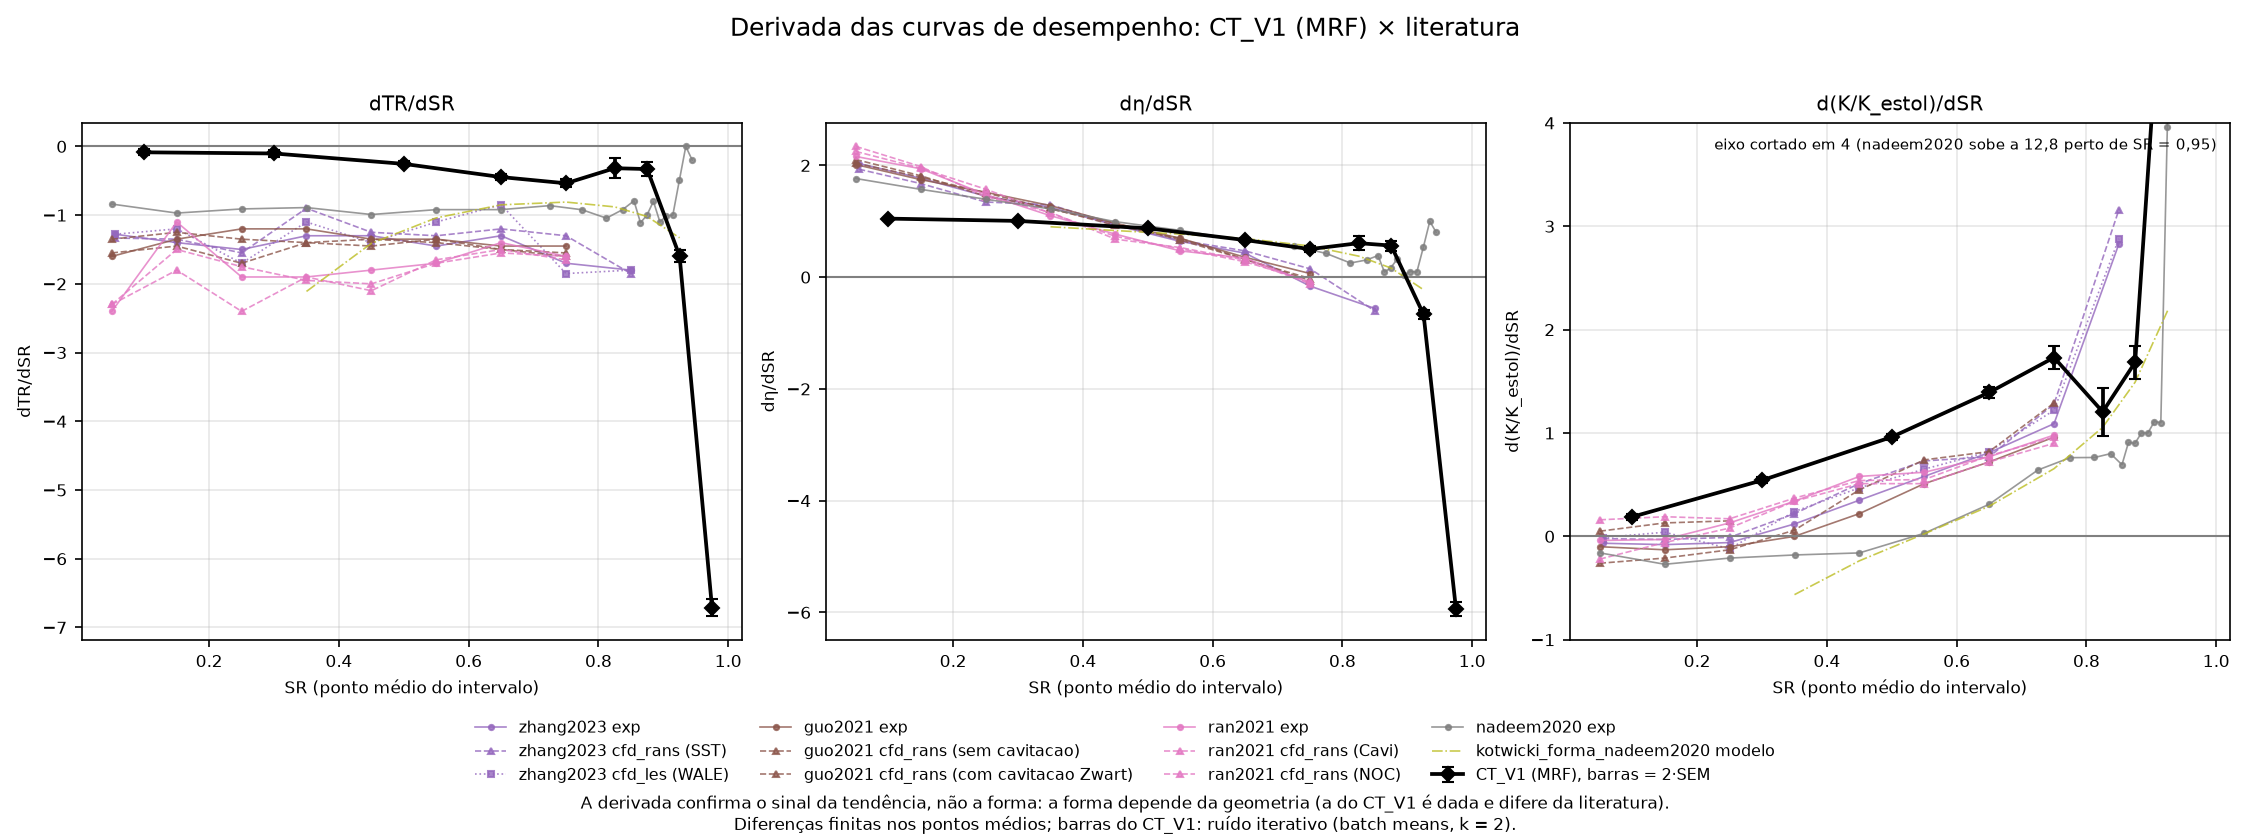 Derivada das curvas de desempenho: CT_V1 (MRF) × literatura
dTR/dSR
dTR/dSR
0
−1
−2
−3
−4
−5
−6
−7
0.2
0.4
0.6
0.8
1.0
SR (ponto médio do intervalo)
dη/dSR
dη/dSR
2
0
−2
−4
−6
0.2
0.4
0.6
0.8
1.0
SR (ponto médio do intervalo)
d(K/K_estol)/dSR
eixo cortado em 4 (nadeem2020 sobe a 12,8 perto de SR = 0,95)
d(K/K_estol)/dSR
4
3
2
1
0
−1
0.2
0.4
0.6
0.8
1.0
SR (ponto médio do intervalo)
zhang2023 exp
zhang2023 cfd_rans (SST)
zhang2023 cfd_les (WALE)
guo2021 exp
guo2021 cfd_rans (sem cavitacao)
guo2021 cfd_rans (com cavitacao Zwart)
ran2021 exp
ran2021 cfd_rans (Cavi)
ran2021 cfd_rans (NOC)
nadeem2020 exp
kotwicki_forma_nadeem2020 modelo
CT_V1 (MRF), barras = 2·SEM
A derivada confirma o sinal da tendência, não a forma: a forma depende da geometria (a do CT_V1 é dada e difere da literatura).
Diferenças finitas nos pontos médios; barras do CT_V1: ruído iterativo (batch means, k = 2).